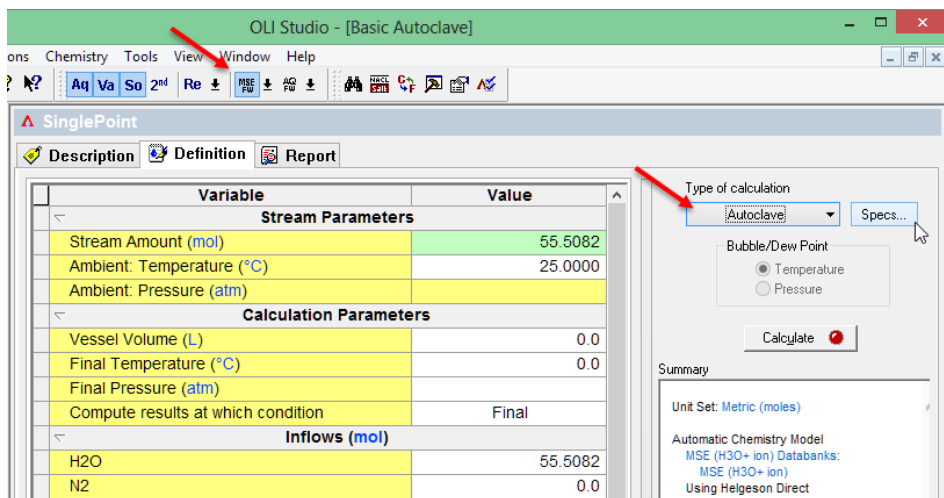 OLI Studio - [Basic Autoclave]
ons Chemistry Tools View Window Help
Aq Va So 2nd Re MSE FW AQ FW NACL
SinglePoint
Description Definition Report
Variable Value
Stream Parameters
Stream Amount (mol) 55.5082
Ambient: Temperature (°C) 25.0000
Ambient: Pressure (atm)
Calculation Parameters
Vessel Volume (L) 0.0
Final Temperature (°C) 0.0
Final Pressure (atm)
Compute results at which condition Final
Inflows (mol)
H2O 55.5082
N2 0.0
Type of calculation
Autoclave Specs...
Bubble/Dew Point
Temperature
Pressure
Calculate
Summary
Unit Set: Metric (moles)
Automatic Chemistry Model
MSE (H3O+ ion) Databanks:
MSE (H3O+ ion)
Using Helgeson Direct